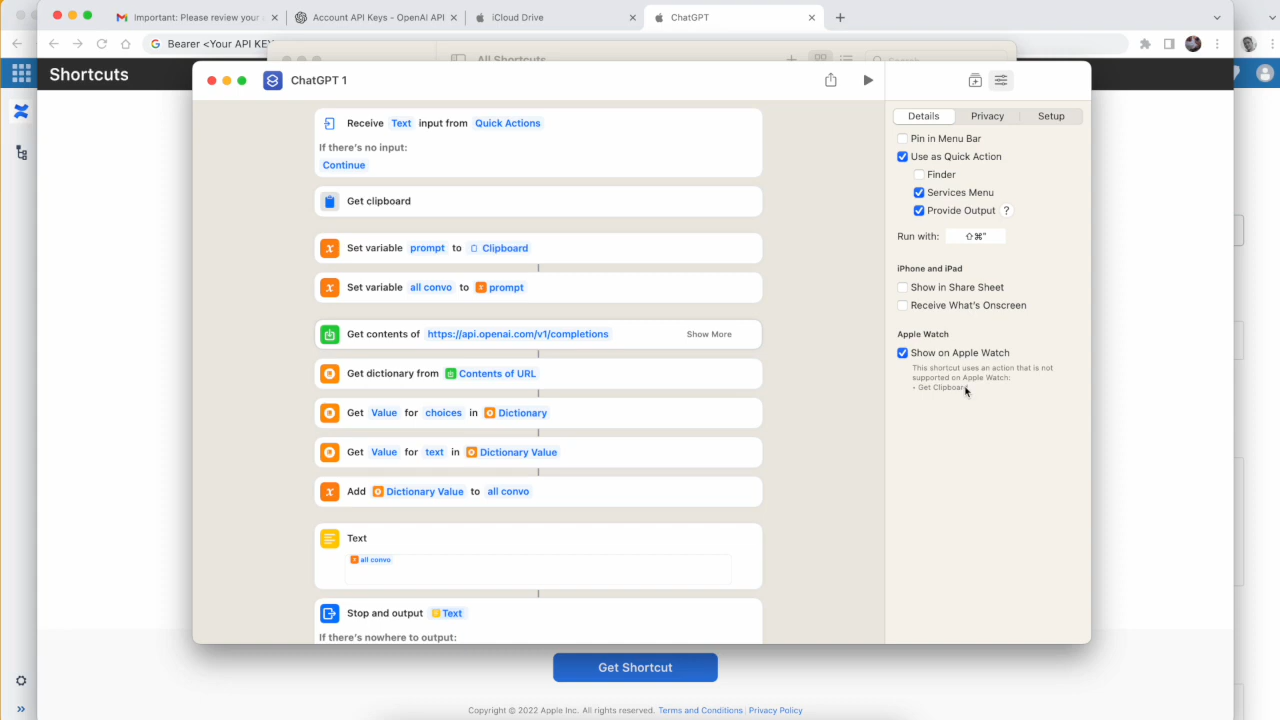 Important: Please review your
Account API Keys - OpenAI API
iCloud Drive
ChatGPT
Bearer <Your API KEY
All Shortcuts
Search
Shortcuts
ChatGPT 1
Receive Text input from Quick Actions
If there's no input:
Continue
Get clipboard
Set variable prompt to Clipboard
Set variable all convo to prompt
Get contents of https://api.openai.com/v1/completions Show More
Get dictionary from Contents of URL
Get Value for choices in Dictionary
Get Value for text in Dictionary Value
Add Dictionary Value to all convo
Text
all convo
Stop and output Text
If there's nowhere to output:
Details Privacy Setup
Pin in Menu Bar
Use as Quick Action
Finder
Services Menu
Provide Output ?
Run with: ⇧⌘"
iPhone and iPad
Show in Share Sheet
Receive What's Onscreen
Apple Watch
Show on Apple Watch
This shortcut uses an action that is not
supported on Apple Watch:
• Get Clipboard
Get Shortcut
Copyright © 2022 Apple Inc. All rights reserved. Terms and Conditions | Privacy Policy